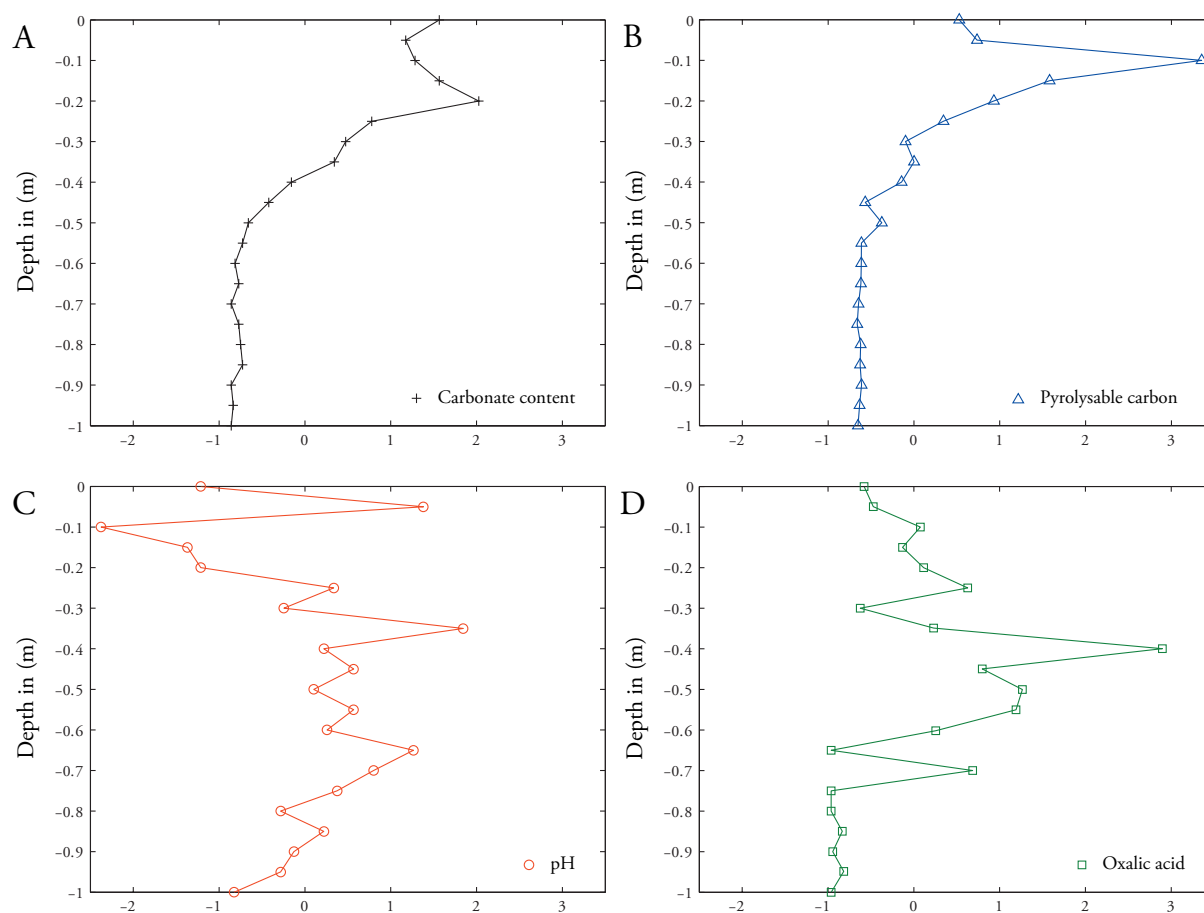 A
0
−0.1
−0.2
−0.3
−0.4
−0.5
−0.6
−0.7
−0.8
−0.9
−1
Depth in (m)
Carbonate content
−2 −1 0 1 2 3
B
0
−0.1
−0.2
−0.3
−0.4
−0.5
−0.6
−0.7
−0.8
−0.9
−1
Depth in (m)
Pyrolysable carbon
−2 −1 0 1 2 3
C
0
−0.1
−0.2
−0.3
−0.4
−0.5
−0.6
−0.7
−0.8
−0.9
−1
Depth in (m)
pH
−2 −1 0 1 2 3
D
0
−0.1
−0.2
−0.3
−0.4
−0.5
−0.6
−0.7
−0.8
−0.9
−1
Depth in (m)
Oxalic acid
−2 −1 0 1 2 3